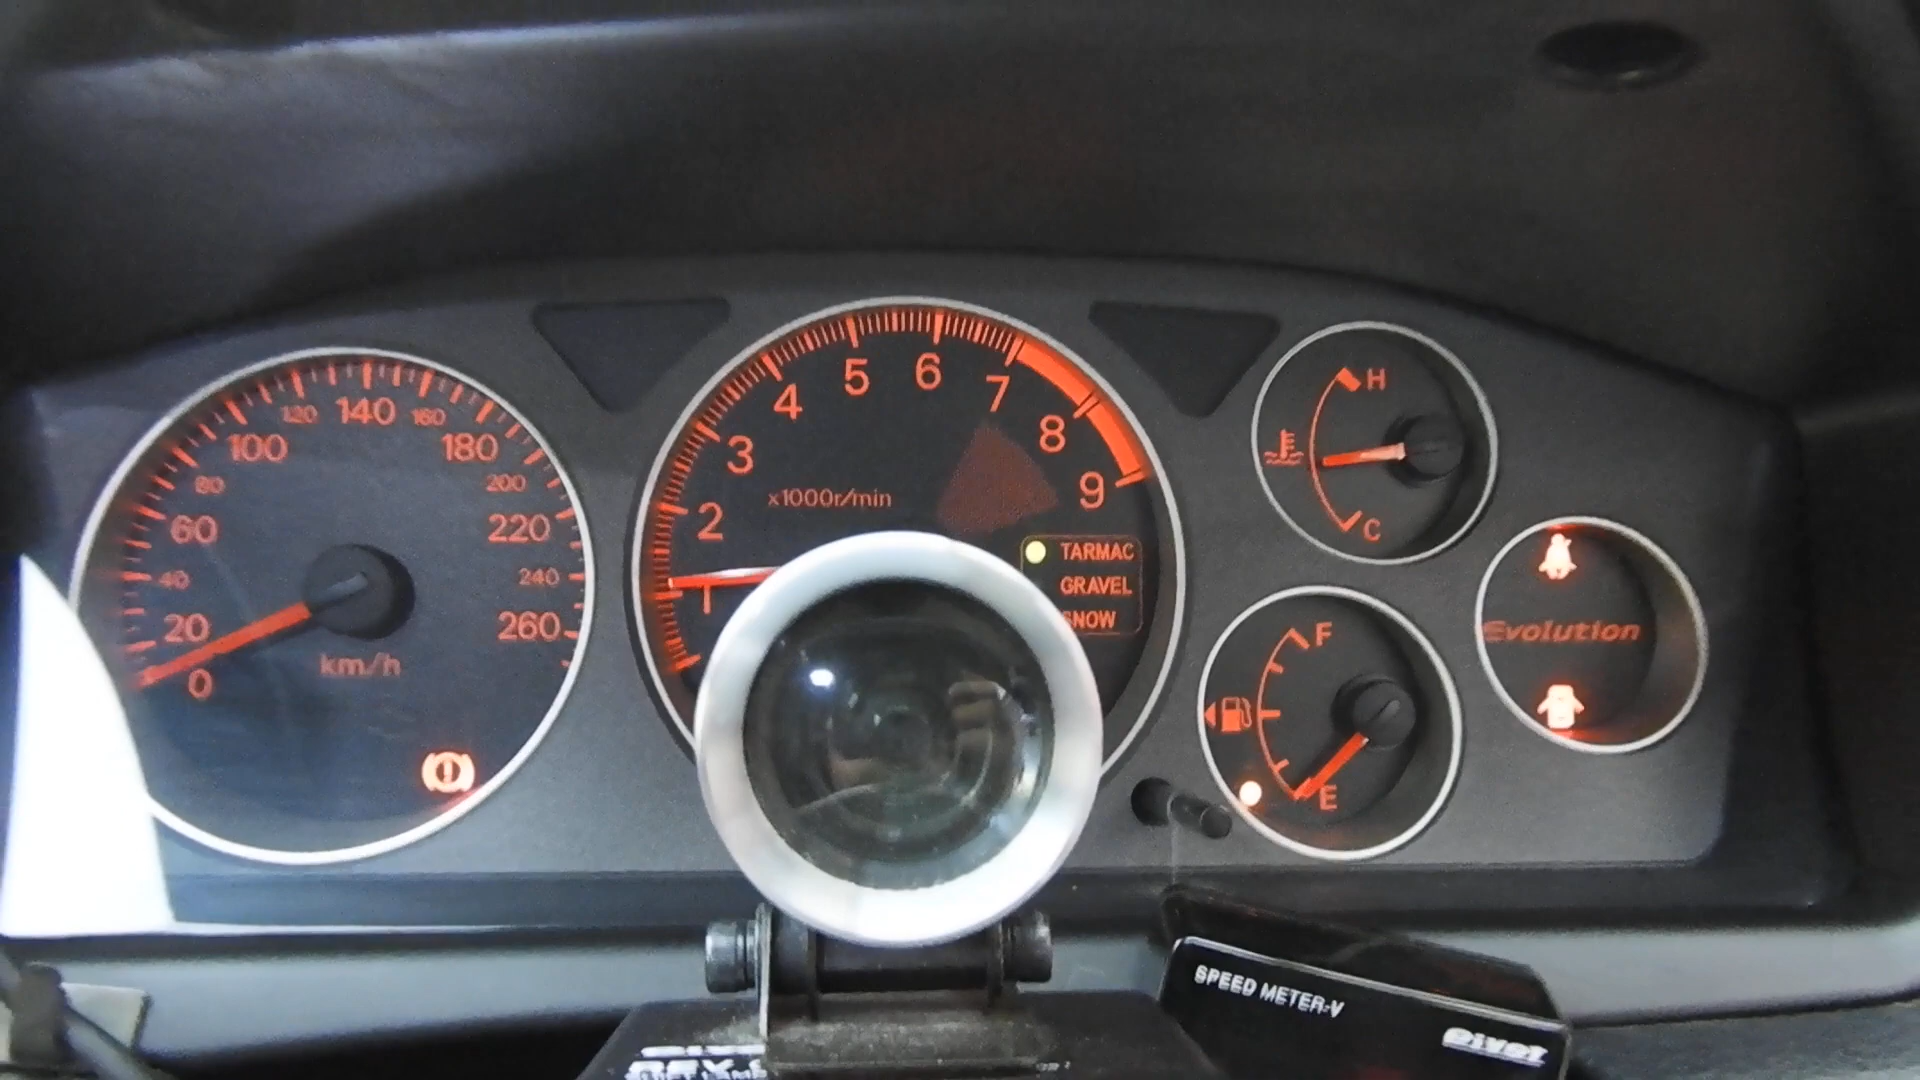 0
20
40
60
80
100
120
140
160
180
200
220
240
260
km/h
1
2
3
4
5
6
7
8
9
x1000r/min
TARMAC
GRAVEL
SNOW
H
C
F
E
Evolution
SPEED METER-V
Pivot